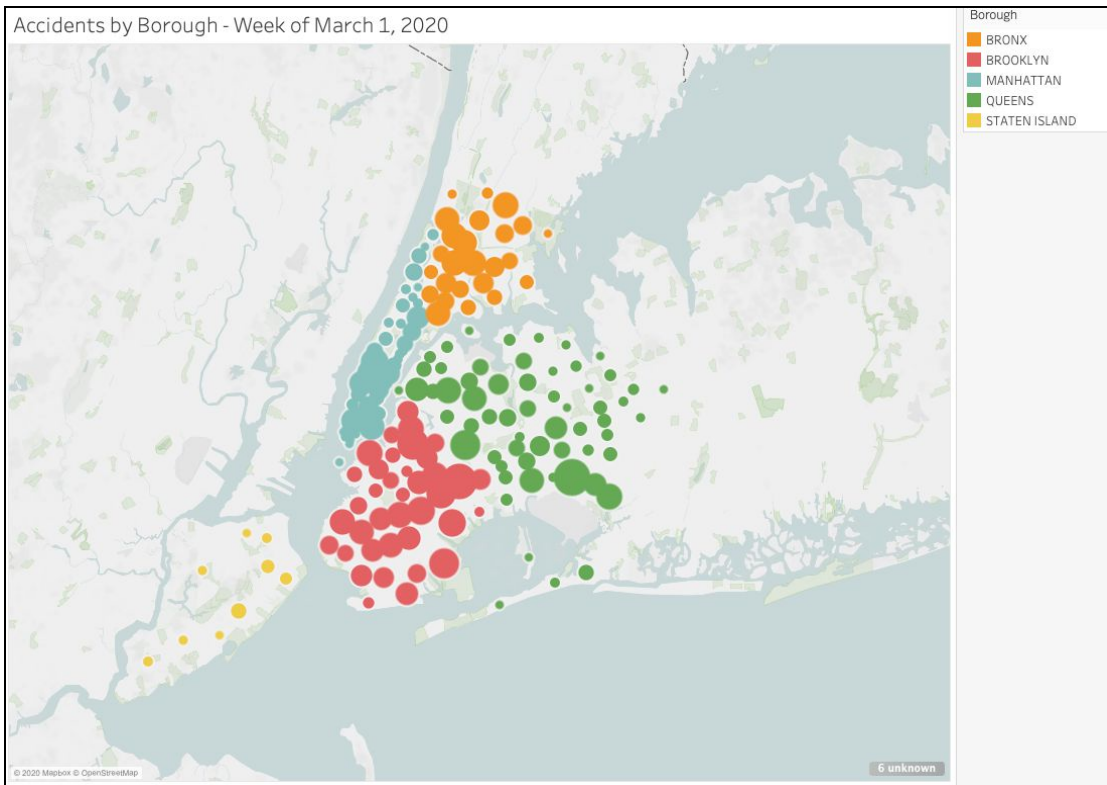 Accidents by Borough - Week of March 1, 2020
Borough
BRONX
BROOKLYN
MANHATTAN
QUEENS
STATEN ISLAND
© 2020 Mapbox © OpenStreetMap
6 unknown